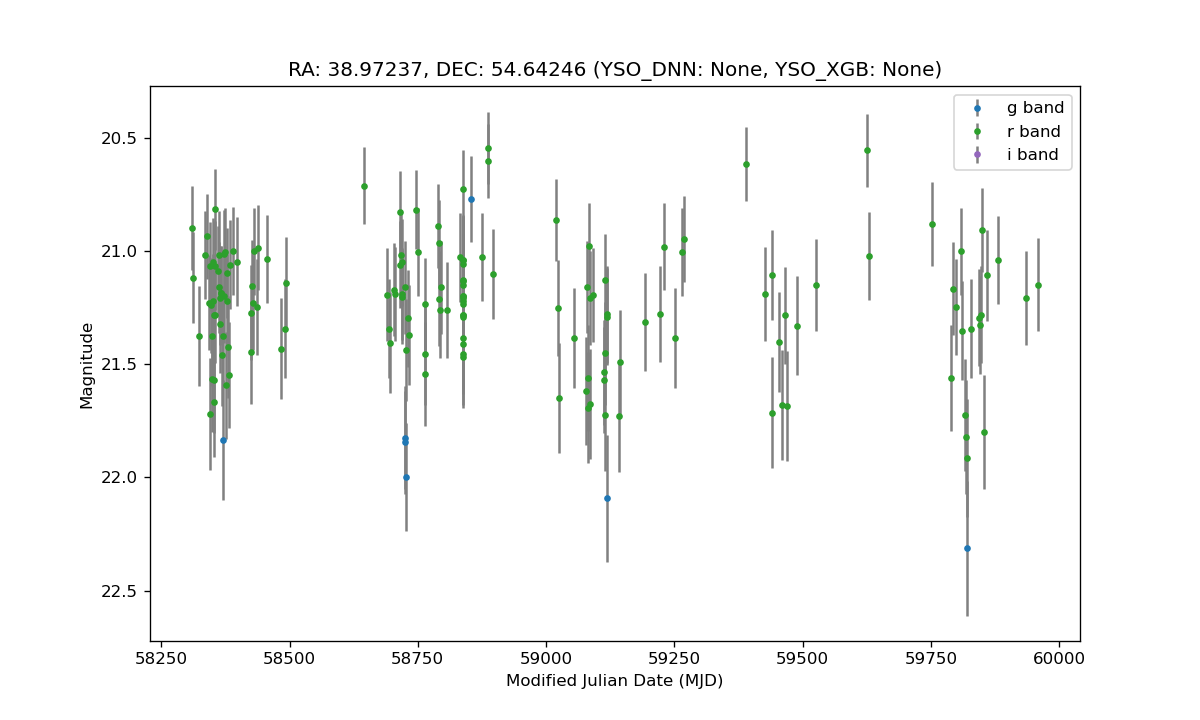 RA: 38.97237, DEC: 54.64246 (YSO_DNN: None, YSO_XGB: None)
g band
r band
i band
20.5
21.0
21.5
22.0
22.5
Magnitude
58250 58500 58750 59000 59250 59500 59750 60000
Modified Julian Date (MJD)